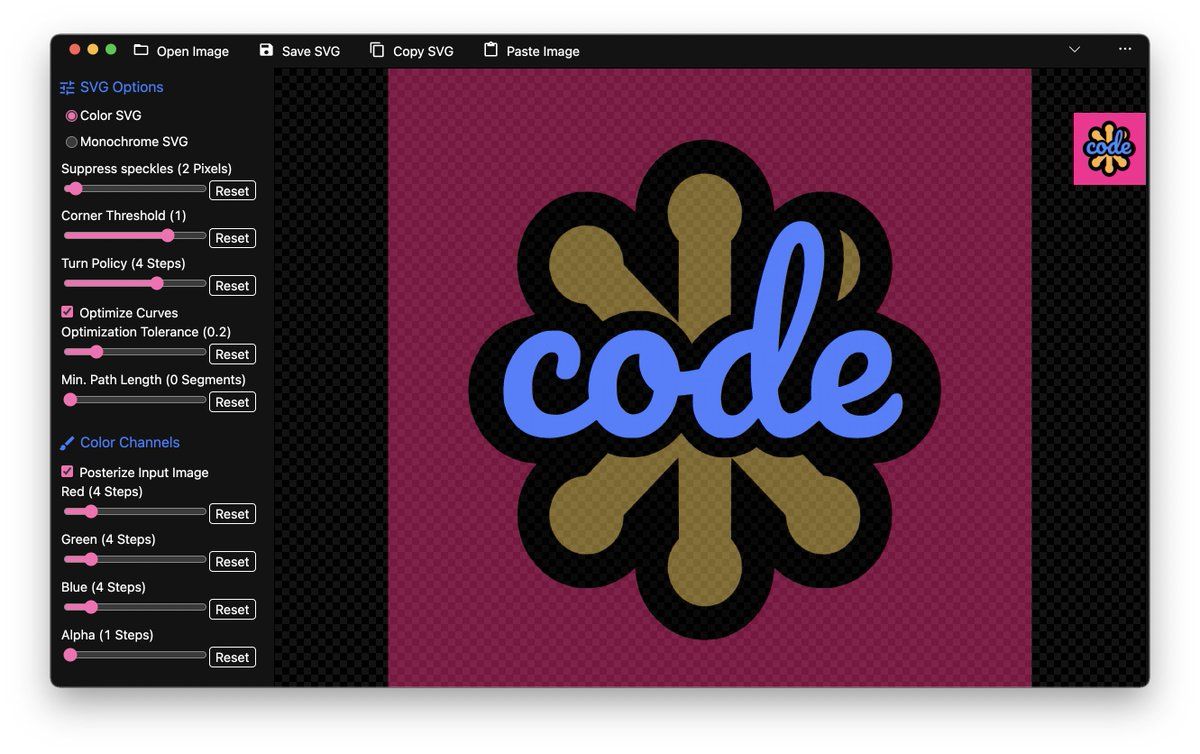 Open Image Save SVG Copy SVG Paste Image
SVG Options
Color SVG
Monochrome SVG
Suppress speckles (2 Pixels)
Reset
Corner Threshold (1)
Reset
Turn Policy (4 Steps)
Reset
Optimize Curves
Optimization Tolerance (0.2)
Reset
Min. Path Length (0 Segments)
Reset
Color Channels
Posterize Input Image
Red (4 Steps)
Reset
Green (4 Steps)
Reset
Blue (4 Steps)
Reset
Alpha (1 Steps)
Reset
code
code